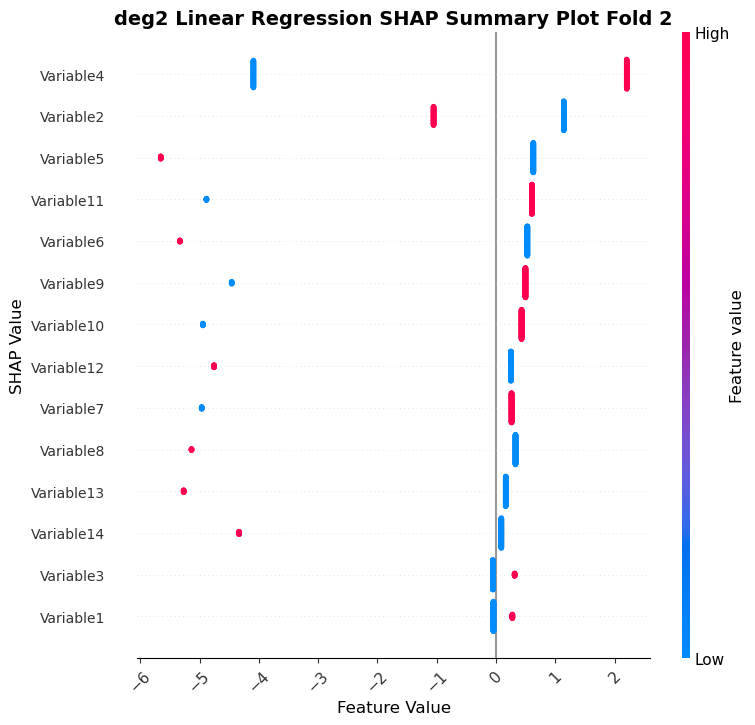 deg2 Linear Regression SHAP Summary Plot Fold 2
High
Variable4
Variable2
Variable5
Variable11
Variable6
Variable9
Variable10
Variable12
Variable7
Variable8
Variable13
Variable14
Variable3
Variable1
SHAP Value
Feature value
Low
−6 −5 −4 −3 −2 −1 0 1 2
Feature Value